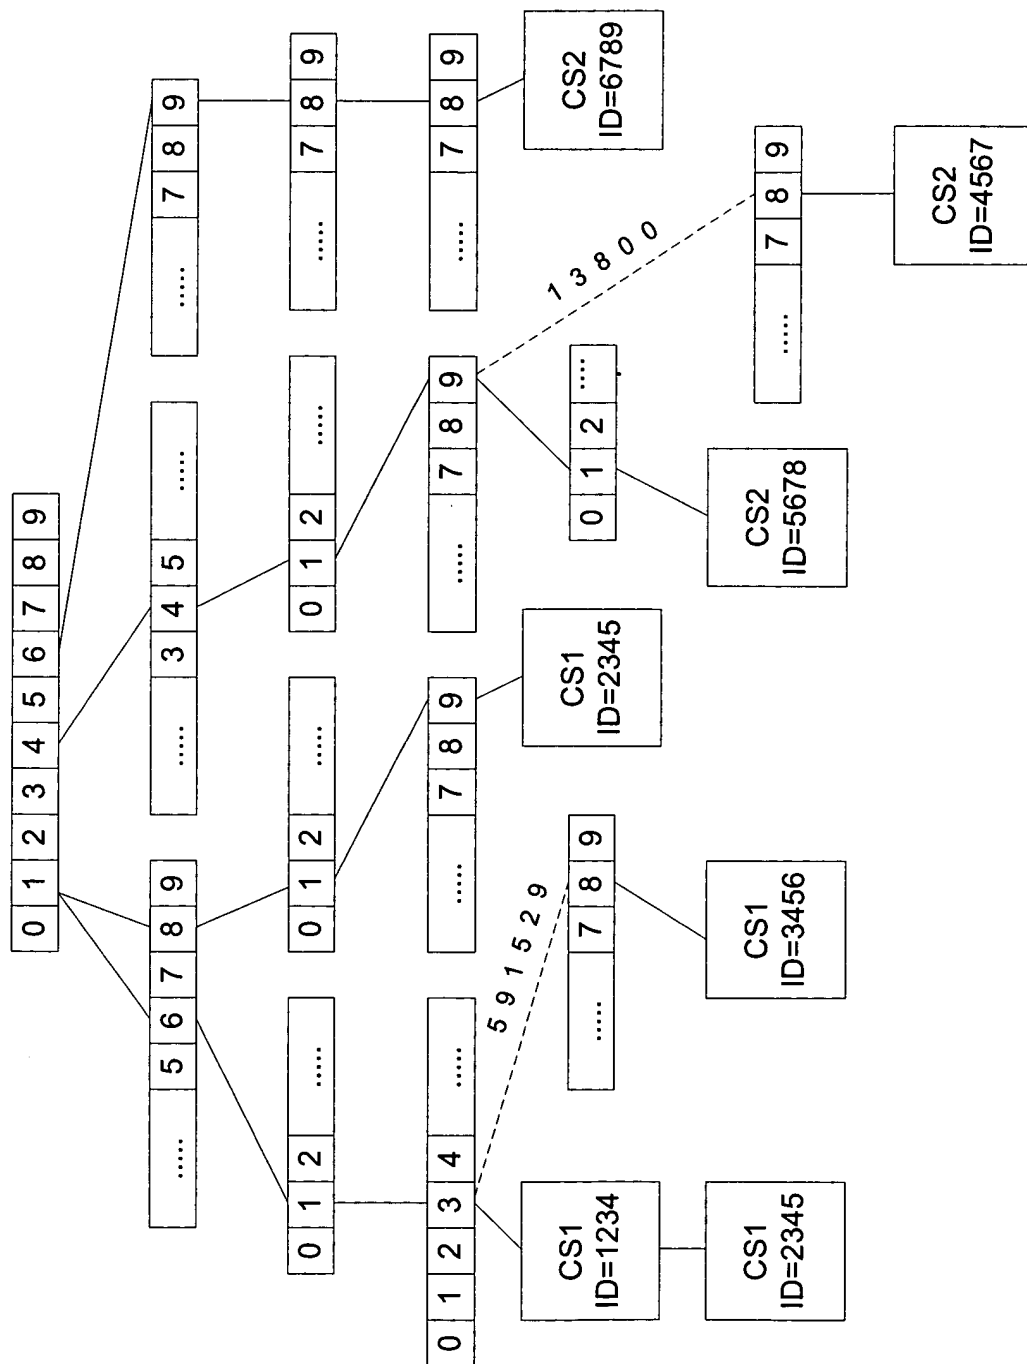 0 1 2 3 4 5 6 7 8 9
..... 5 6 7 8 9
..... 3 4 5 .....
..... 7 8 9
0 1 2 .....
0 1 2 .....
0 1 2 .....
..... 7 8 9
0 1 2 3 4 .....
..... 7 8 9
..... 7 8 9
..... 7 8 9
5 9 1 5 2 9
1 3 8 0 0
CS1
ID=1234
..... 7 8 9
CS1
ID=2345
0 1 2 ....
CS2
ID=6789
CS1
ID=2345
CS1
ID=3456
CS2
ID=5678
..... 7 8 9
CS2
ID=4567